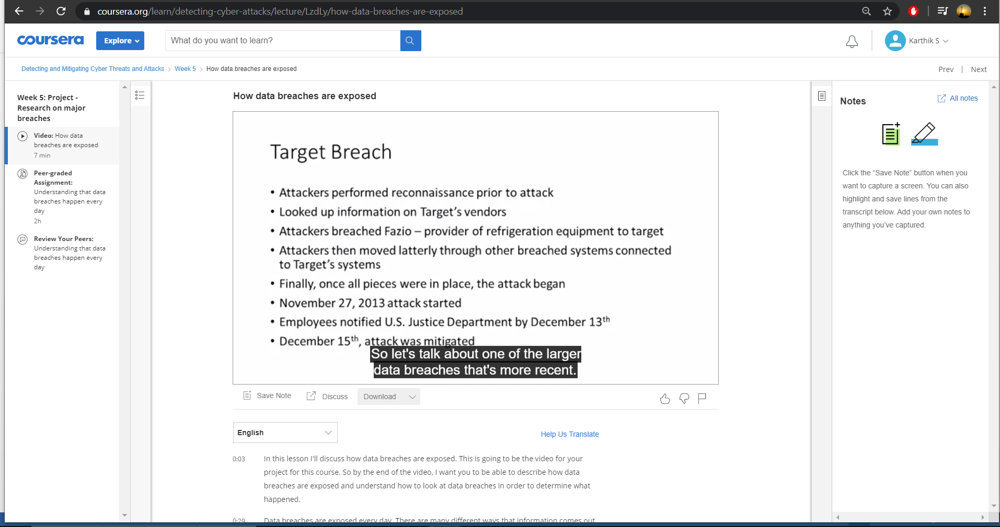 coursera.org/learn/detecting-cyber-attacks/lecture/LzdLy/how-data-breaches-are-exposed
coursera
Explore
What do you want to learn?
Karthik S
Detecting and Mitigating Cyber Threats and Attacks > Week 5 > How data breaches are exposed
Prev | Next
Week 5: Project -
Research on major
breaches
Video: How data
breaches are exposed
7 min
Peer-graded
Assignment:
Understanding that data
breaches happen every
day
2h
Review Your Peers:
Understanding that data
breaches happen every
day
How data breaches are exposed
Target Breach
• Attackers performed reconnaissance prior to attack
• Looked up information on Target's vendors
• Attackers breached Fazio – provider of refrigeration equipment to target
• Attackers then moved latterly through other breached systems connected
to Target's systems
• Finally, once all pieces were in place, the attack began
• November 27, 2013 attack started
• Employees notified U.S. Justice Department by December 13th
• December 15th, attack was mitigated
So let's talk about one of the larger
data breaches that's more recent.
Save Note
Discuss
Download
English
Help Us Translate
0:03
In this lesson I'll discuss how data breaches are exposed. This is going to be the video for your
project for this course. So by the end of the video, I want you to be able to describe how data
breaches are exposed and understand how to look at data breaches in order to determine what
happened.
0:29
Data breaches are exposed every day. There are many different ways that information comes out
Notes
All notes
Click the “Save Note” button when you
want to capture a screen. You can also
highlight and save lines from the
transcript below. Add your own notes to
anything you’ve captured.